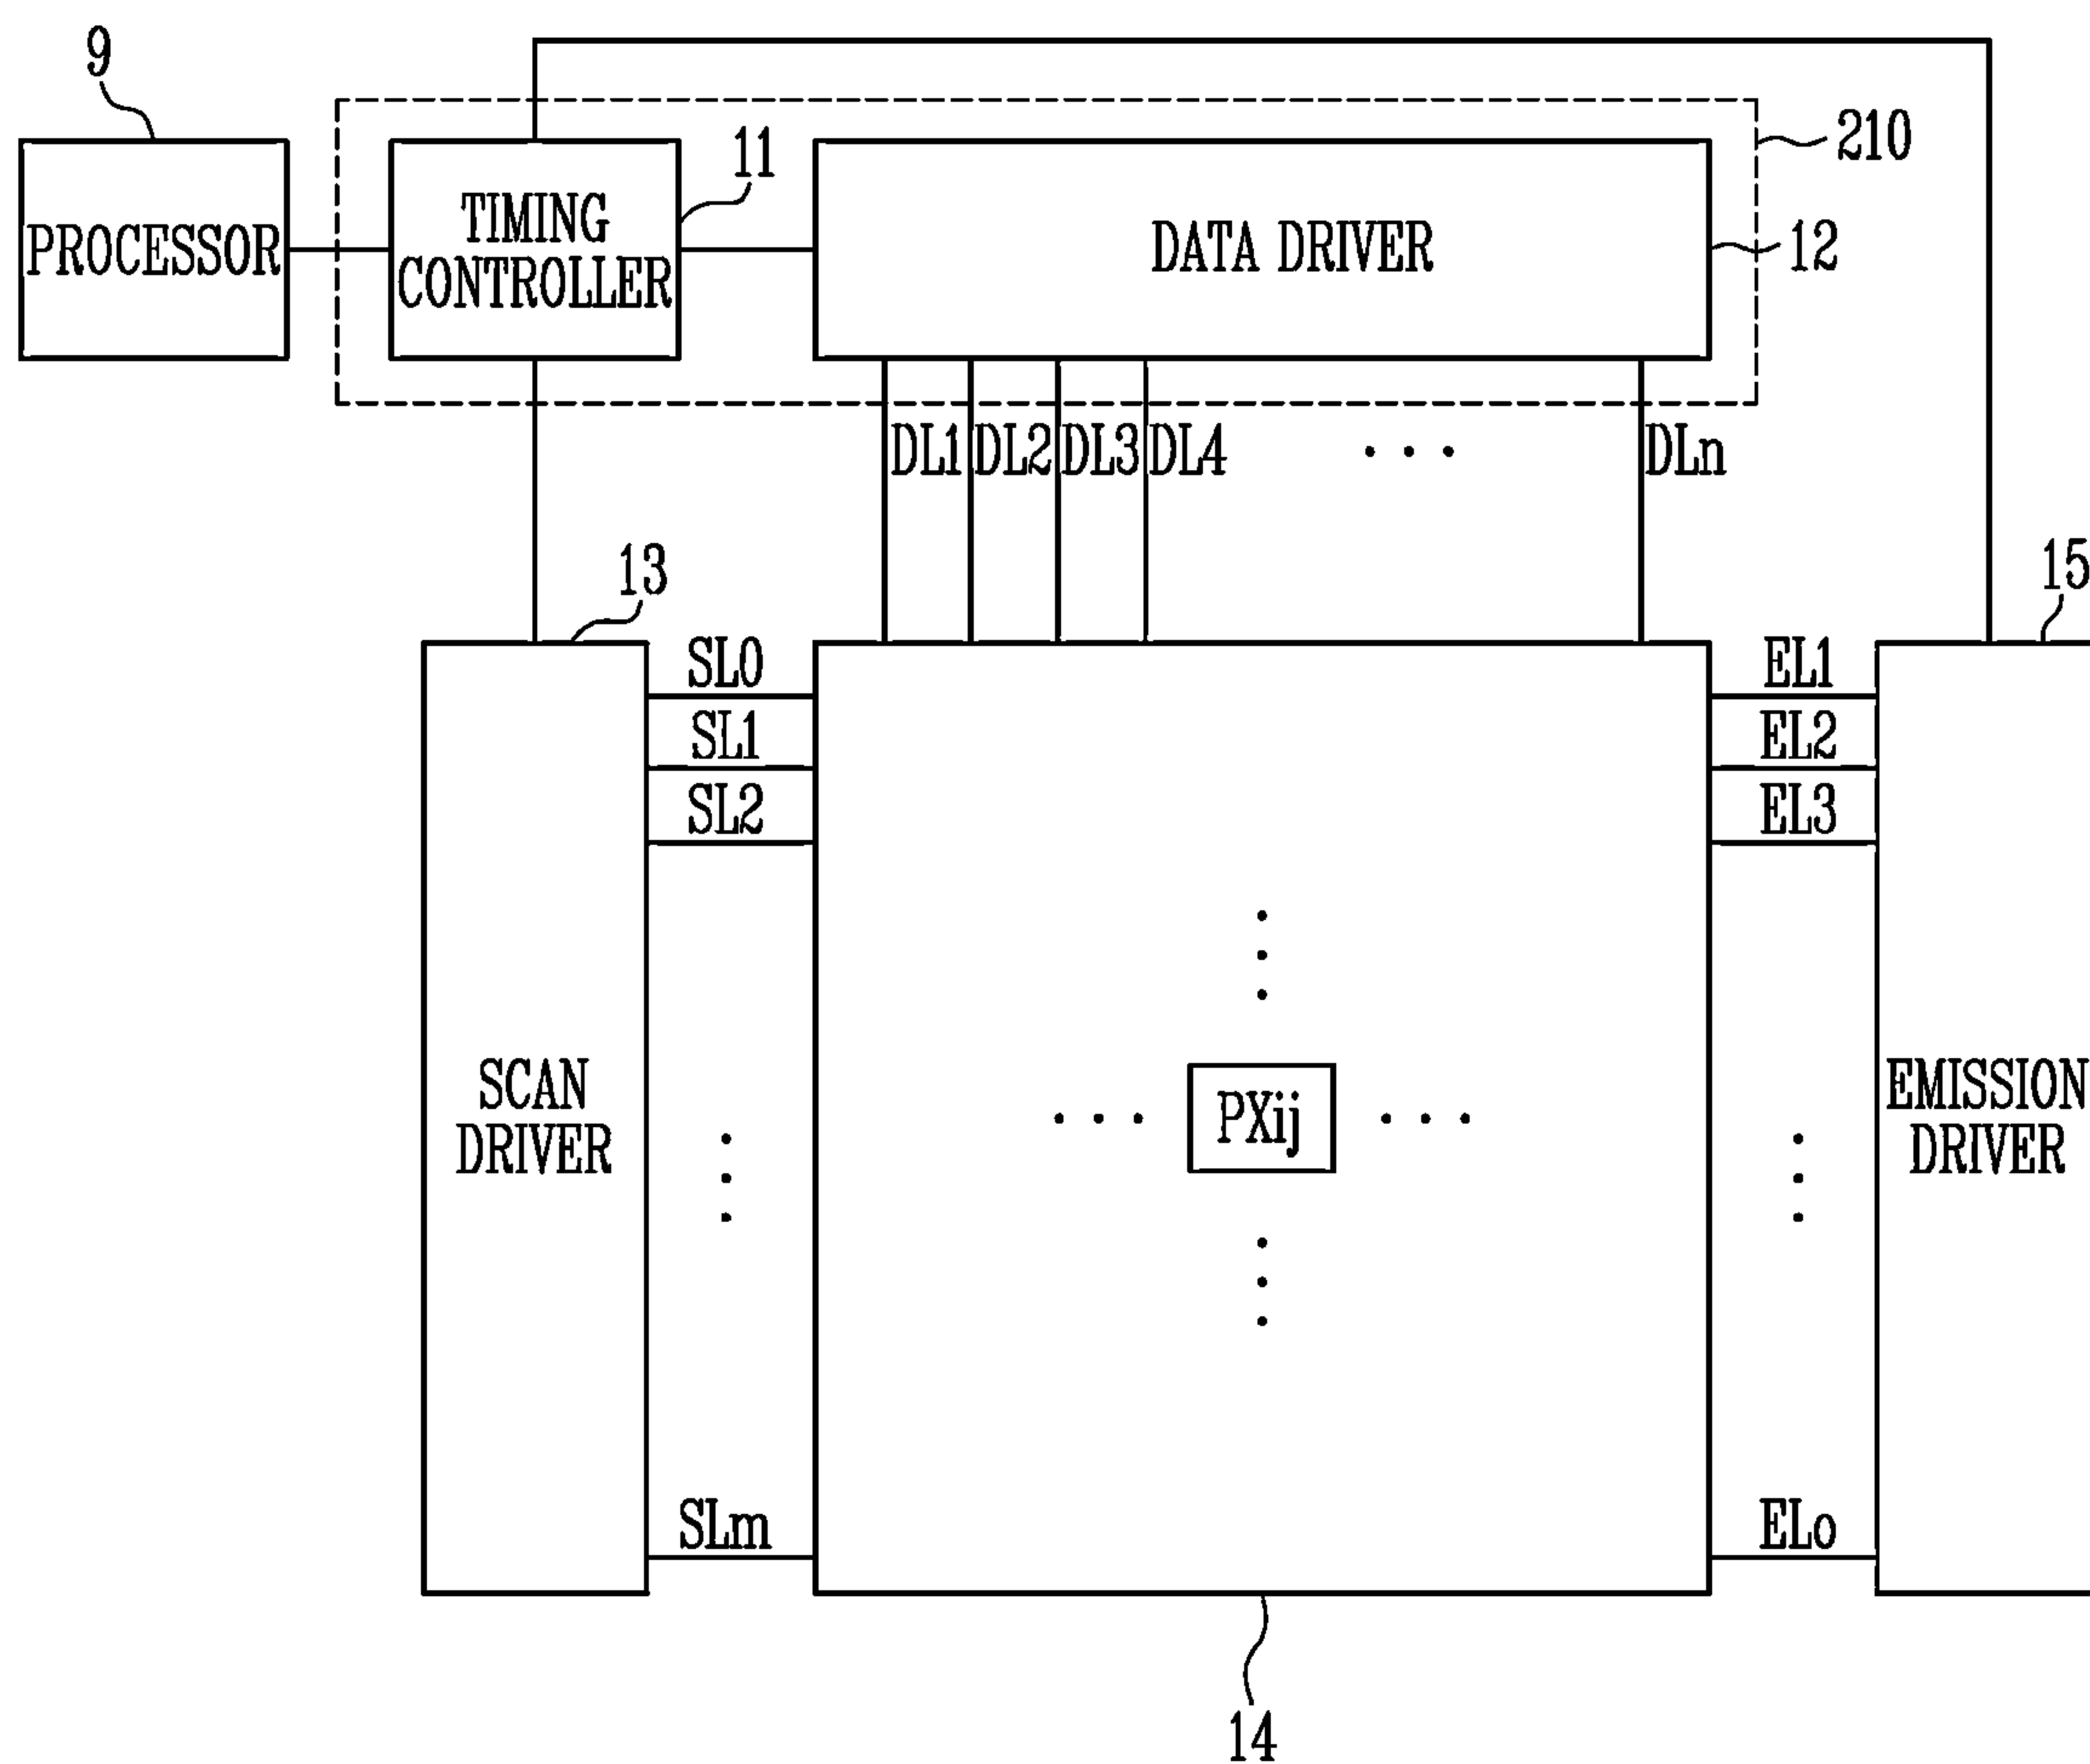 9
11
210
PROCESSOR
TIMING
CONTROLLER
DATA DRIVER
12
DL1 DL2 DL3 DL4 ... DLn
13
15
SL0
EL1
SL1
EL2
SL2
EL3
SCAN
DRIVER
PXij
EMISSION
DRIVER
SLm
ELo
14